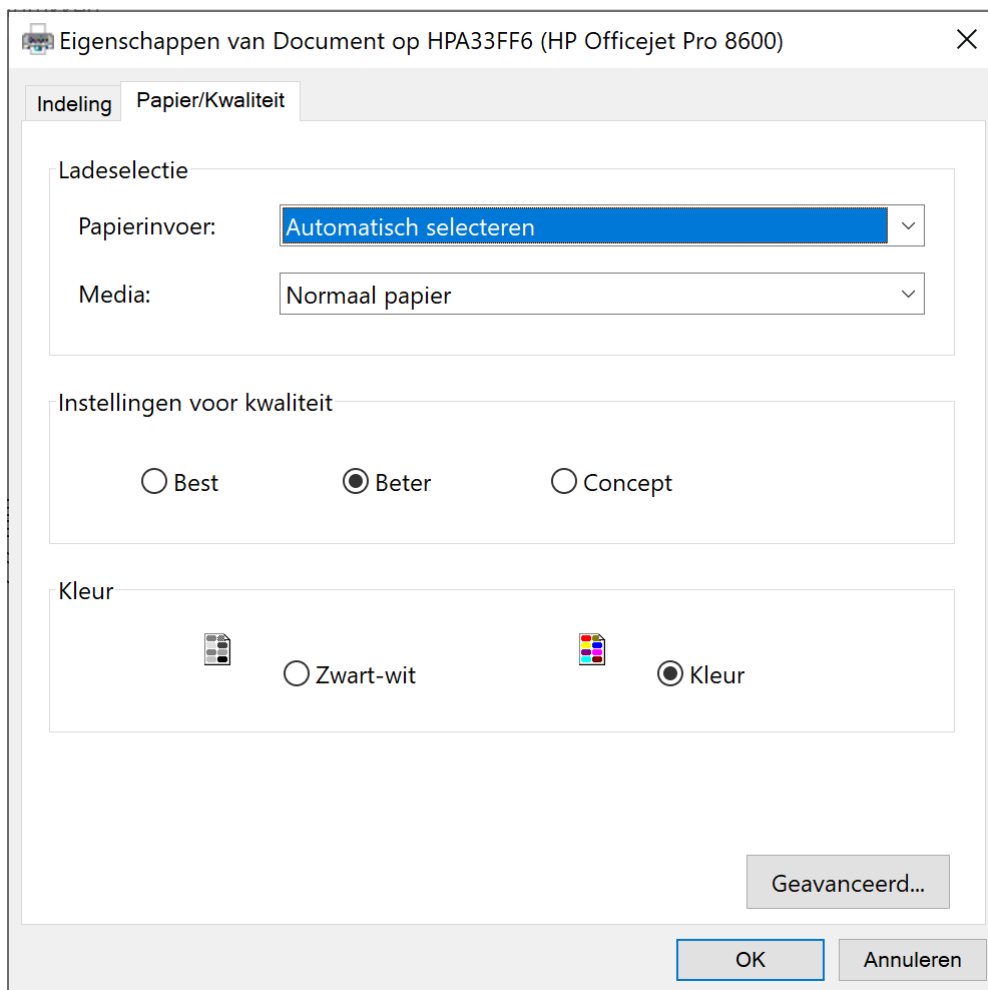 Eigenschappen van Document op HPA33FF6 (HP Officejet Pro 8600)
Indeling
Papier/Kwaliteit
Ladeselectie
Papierinvoer:
Automatisch selecteren
Media:
Normaal papier
Instellingen voor kwaliteit
Best
Beter
Concept
Kleur
Zwart-wit
Kleur
Geavanceerd...
OK
Annuleren